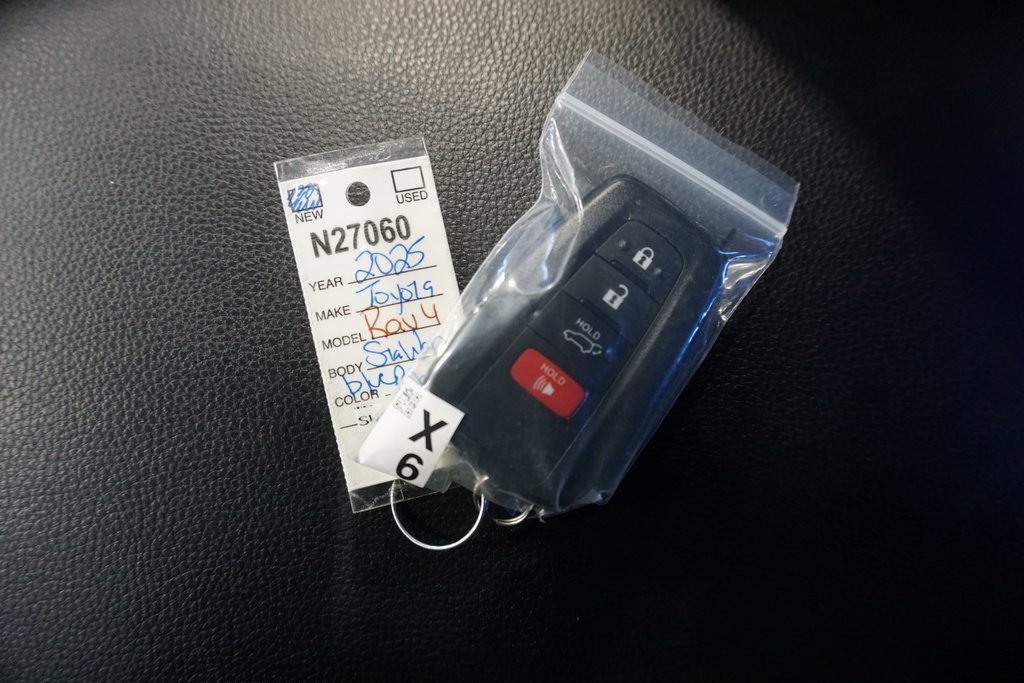 NEW
USED
N27060
YEAR 2025
MAKE Toyota
MODEL Rav4
BODY
COLOR
HOLD
HOLD
X
6